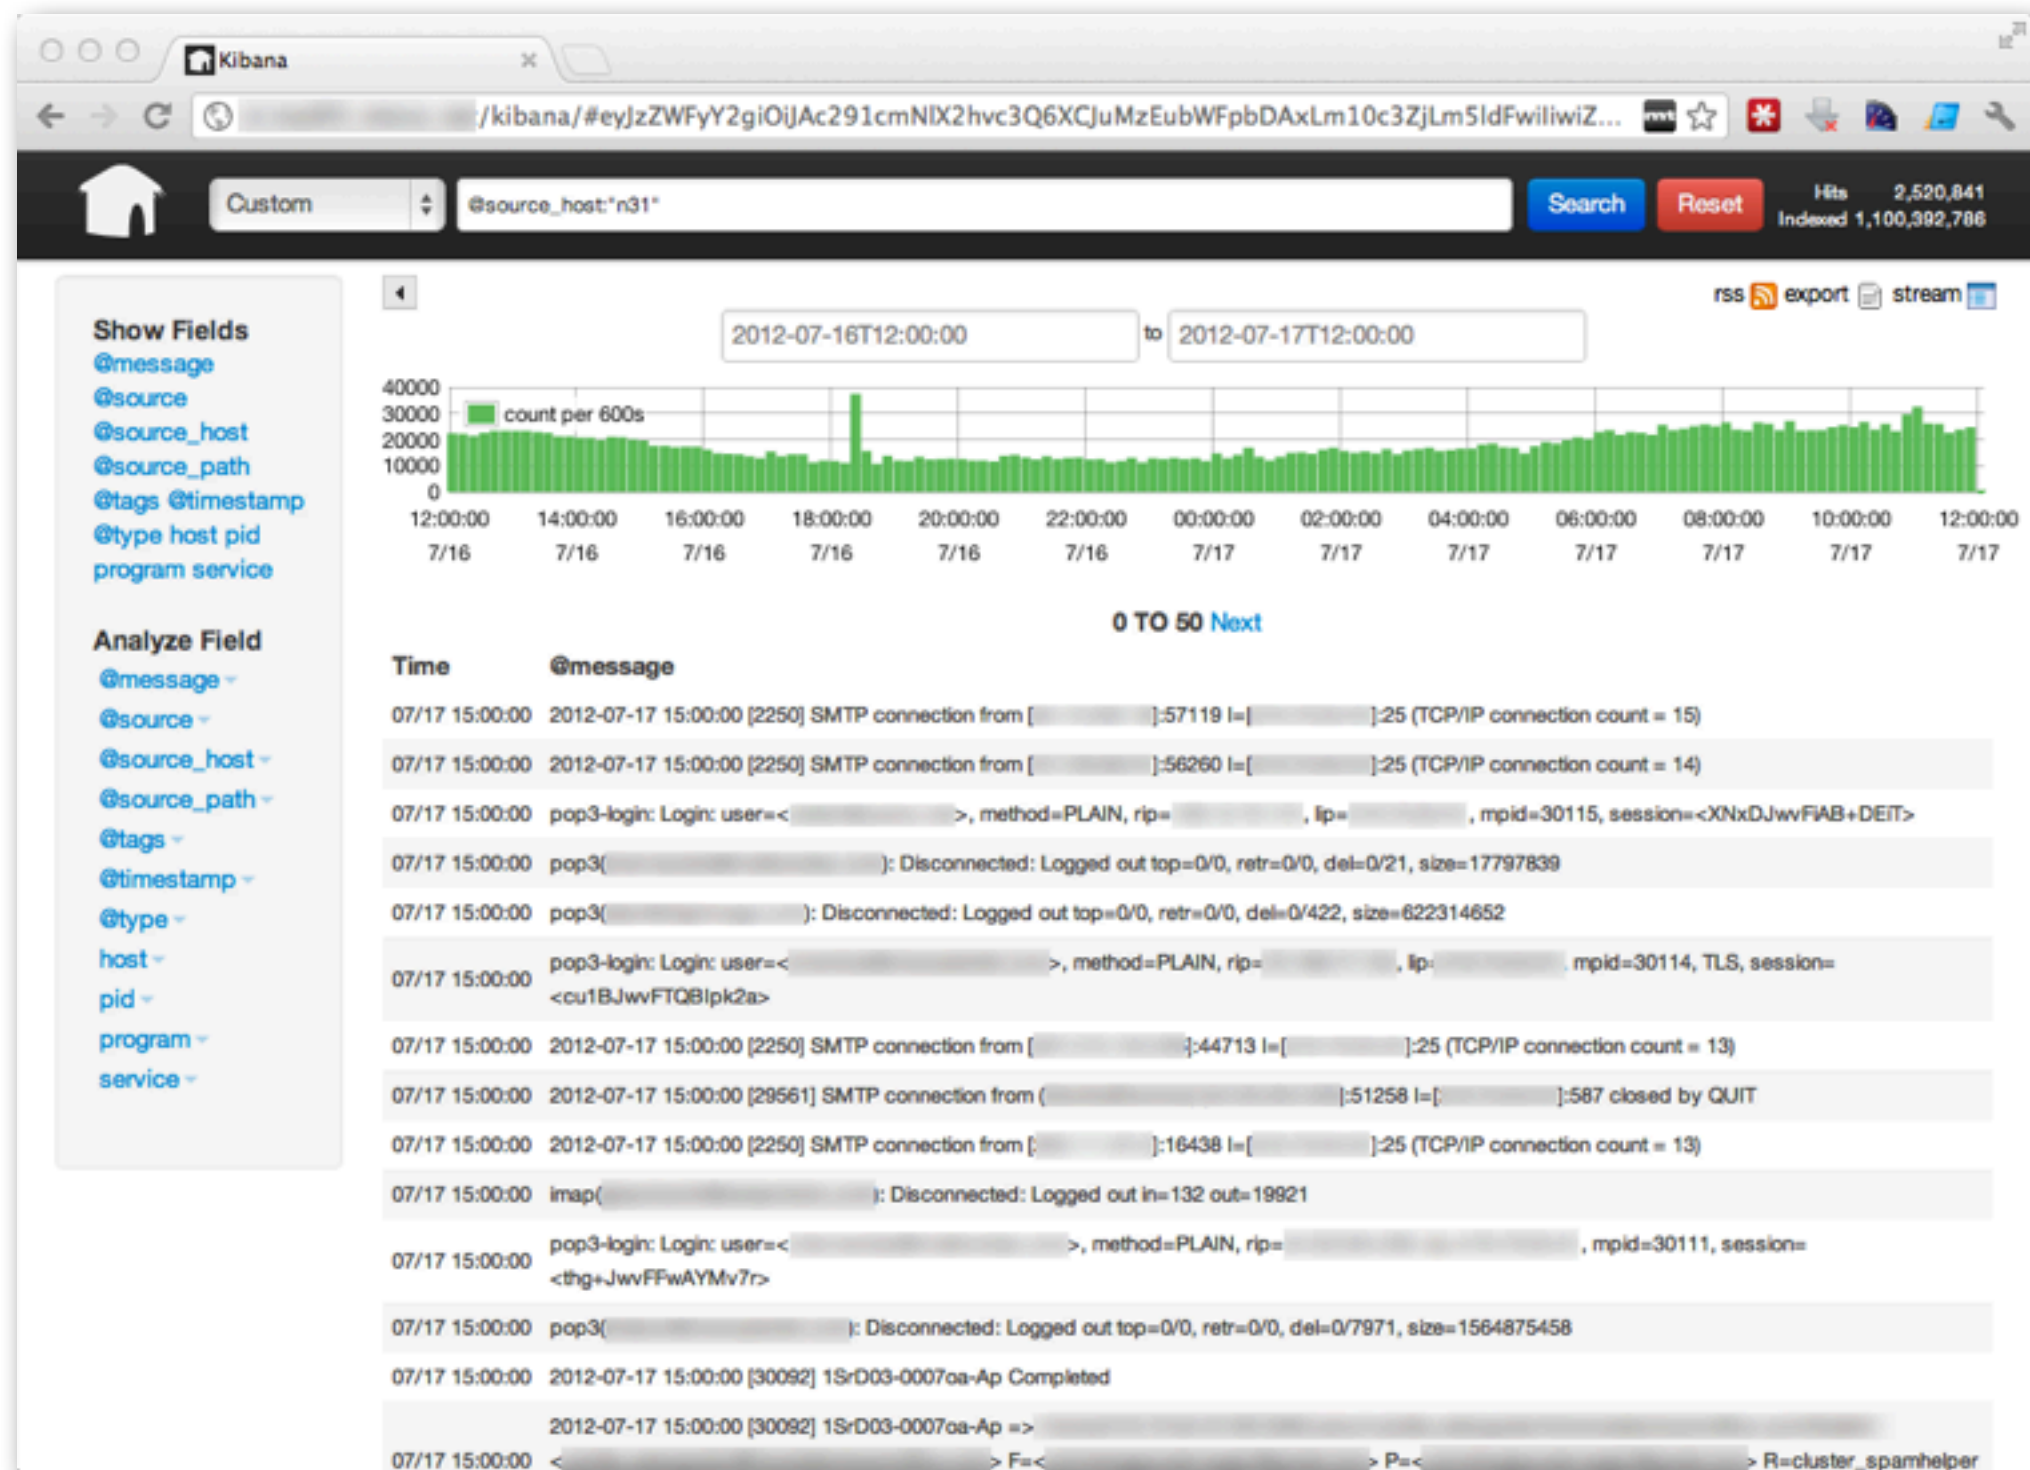 Kibana
/kibana/#eyJzZWFyY2giOiJAc291cmNlX2hvc3Q6XCJuMzEubWFpbDAxLm10c3ZjLm5ldFwiIiwiZ...
Custom
@source_host:"n31"
Search
Reset
Hits 2,520,841
Indexed 1,100,392,786
Show Fields
@message
@source
@source_host
@source_path
@tags @timestamp
@type host pid
program service
Analyze Field
@message
@source
@source_host
@source_path
@tags
@timestamp
@type
host
pid
program
service
rss export stream
2012-07-16T12:00:00 to 2012-07-17T12:00:00
40000
30000
20000
10000
0
count per 600s
12:00:00 14:00:00 16:00:00 18:00:00 20:00:00 22:00:00 00:00:00 02:00:00 04:00:00 06:00:00 08:00:00 10:00:00 12:00:00
7/16 7/16 7/16 7/16 7/16 7/16 7/17 7/17 7/17 7/17 7/17 7/17 7/17
0 TO 50 Next
Time @message
07/17 15:00:00 2012-07-17 15:00:00 [2250] SMTP connection from [ ]:57119 I=[ ]:25 (TCP/IP connection count = 15)
07/17 15:00:00 2012-07-17 15:00:00 [2250] SMTP connection from [ ]:56260 I=[ ]:25 (TCP/IP connection count = 14)
07/17 15:00:00 pop3-login: Login: user=< >, method=PLAIN, rip= , lip= , mpid=30115, session=<XNxDJwvFiAB+DEiT>
07/17 15:00:00 pop3( ): Disconnected: Logged out top=0/0, retr=0/0, del=0/21, size=17797839
07/17 15:00:00 pop3( ): Disconnected: Logged out top=0/0, retr=0/0, del=0/422, size=622314652
07/17 15:00:00 pop3-login: Login: user=< >, method=PLAIN, rip= , lip= mpid=30114, TLS, session=
<cu1BJwvFTQBIpk2a>
07/17 15:00:00 2012-07-17 15:00:00 [2250] SMTP connection from [ ]:44713 I=[ ]:25 (TCP/IP connection count = 13)
07/17 15:00:00 2012-07-17 15:00:00 [29561] SMTP connection from ( ]:51258 I=[ ]:587 closed by QUIT
07/17 15:00:00 2012-07-17 15:00:00 [2250] SMTP connection from [ ]:16438 I=[ ]:25 (TCP/IP connection count = 13)
07/17 15:00:00 imap( ): Disconnected: Logged out in=132 out=19921
07/17 15:00:00 pop3-login: Login: user=< >, method=PLAIN, rip= , mpid=30111, session=
<thg+JwvFFwAYMv7r>
07/17 15:00:00 pop3( ): Disconnected: Logged out top=0/0, retr=0/0, del=0/7971, size=1564875458
07/17 15:00:00 2012-07-17 15:00:00 [30092] 1SrD03-0007oa-Ap Completed
2012-07-17 15:00:00 [30092] 1SrD03-0007oa-Ap =>
07/17 15:00:00 < > F=< > P=< > R=cluster_spamhelper